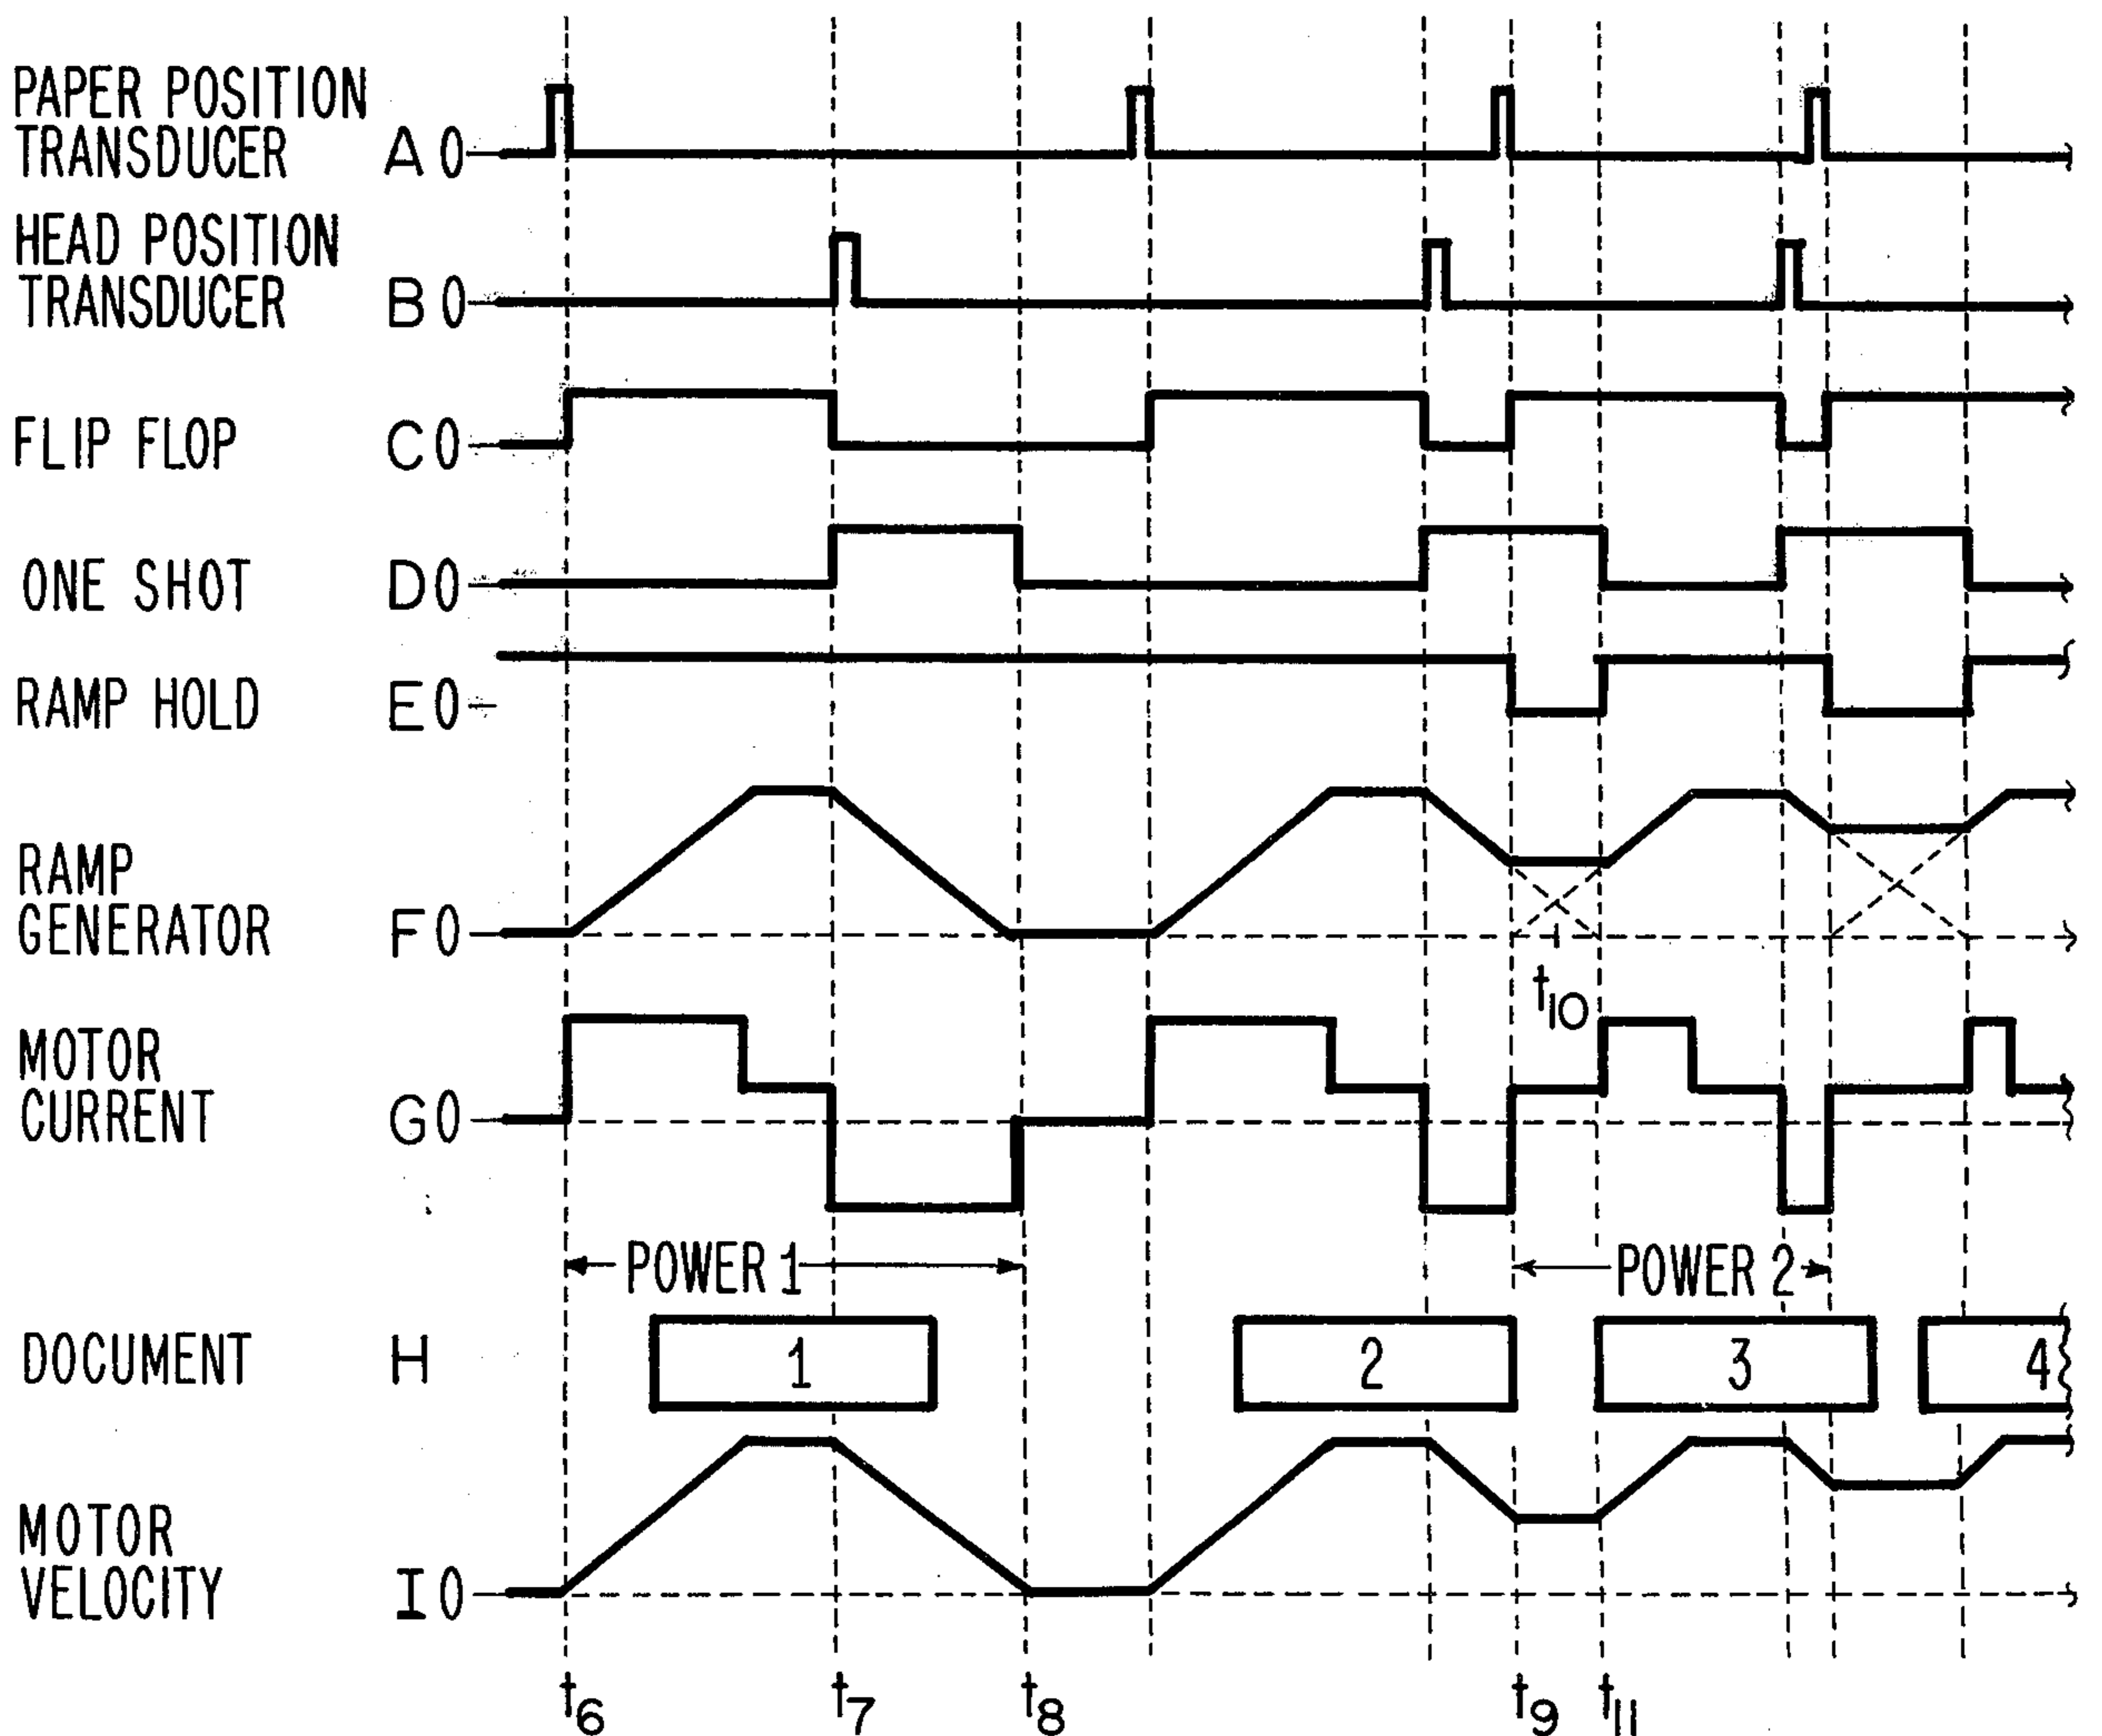 PAPER POSITION
TRANSDUCER A 0
HEAD POSITION
TRANSDUCER B 0
FLIP FLOP C 0
ONE SHOT D 0
RAMP HOLD E 0
RAMP
GENERATOR F 0
t10
MOTOR
CURRENT G 0
POWER 1 POWER 2
DOCUMENT H 1 2 3 4
MOTOR
VELOCITY I 0
t6 t7 t8 t9 t11